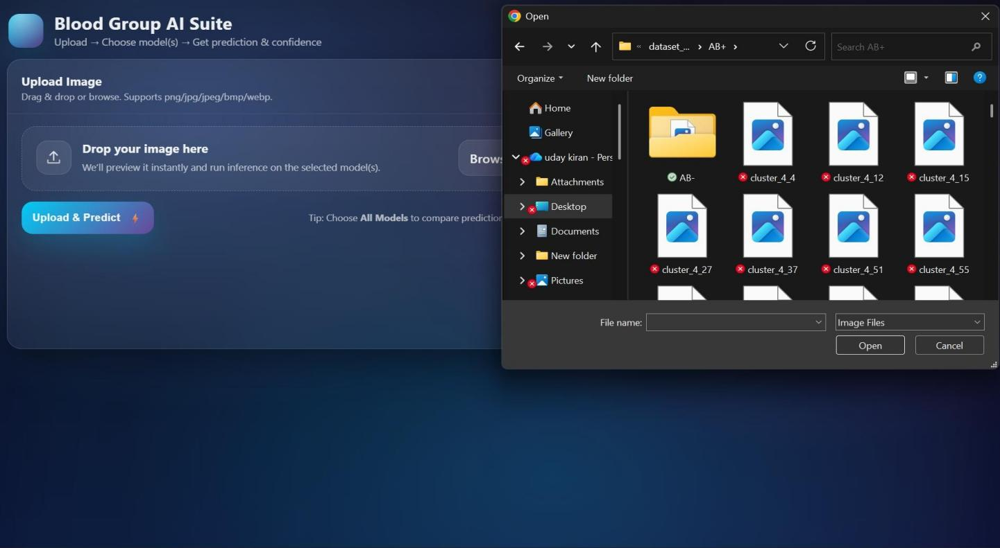 Blood Group AI Suite
Upload → Choose model(s) → Get prediction & confidence
Upload Image
Drag & drop or browse. Supports png/jpg/jpeg/bmp/webp.
Drop your image here
We'll preview it instantly and run inference on the selected model(s).
Brows
Upload & Predict
Tip: Choose All Models to compare prediction
Open
« dataset_... › AB+ ›
Search AB+
Organize
New folder
Home
Gallery
uday kiran - Pers
Attachments
Desktop
Documents
New folder
Pictures
AB-
cluster_4_4
cluster_4_12
cluster_4_15
cluster_4_27
cluster_4_37
cluster_4_51
cluster_4_55
File name:
Image Files
Open
Cancel